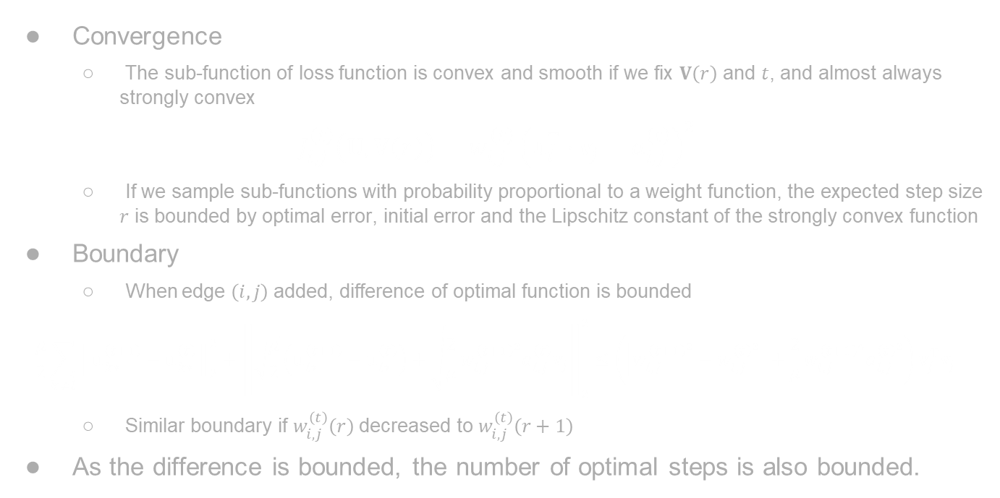 ● Convergence
○ The sub-function of loss function is convex and smooth if we fix 𝐕(𝑟) and 𝑡, and almost always
strongly convex
○ If we sample sub-functions with probability proportional to a weight function, the expected step size
𝑟 is bounded by optimal error, initial error and the Lipschitz constant of the strongly convex function
● Boundary
○ When edge (𝑖,𝑗) added, difference of optimal function is bounded
○ Similar boundary if 𝑤_{𝑖,𝑗}^{(𝑡)}(𝑟) decreased to 𝑤_{𝑖,𝑗}^{(𝑡)}(𝑟 + 1)
● As the difference is bounded, the number of optimal steps is also bounded.